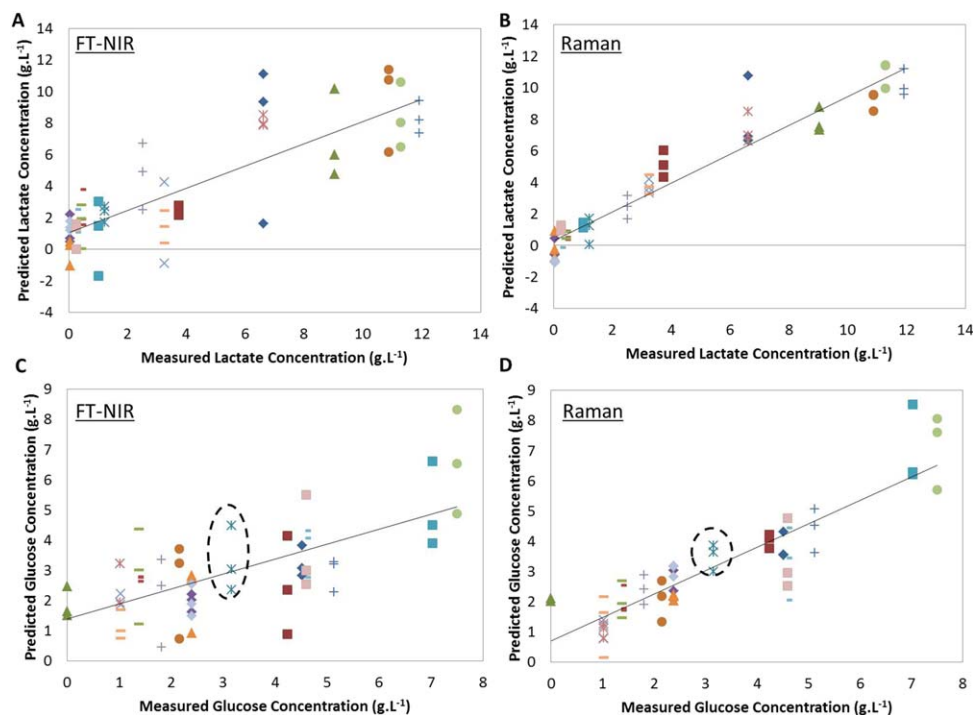 A
FT-NIR
Predicted Lactate Concentration (g.L-1)
14
12
10
8
6
4
2
0
-2
-4
0 2 4 6 8 10 12 14
Measured Lactate Concentration (g.L-1)
B
Raman
Predicted Lactate Concentration (g.L-1)
14
12
10
8
6
4
2
0
-2
-4
0 2 4 6 8 10 12 14
Measured Lactate Concentration (g.L-1)
C
FT-NIR
Predicted Glucose Concentration (g.L-1)
9
8
7
6
5
4
3
2
1
0
0 1 2 3 4 5 6 7 8
Measured Glucose Concentration (g.L-1)
D
Raman
Predicted Glucose Concentration (g.L-1)
9
8
7
6
5
4
3
2
1
0
0 1 2 3 4 5 6 7 8
Measured Glucose Concentration (g.L-1)